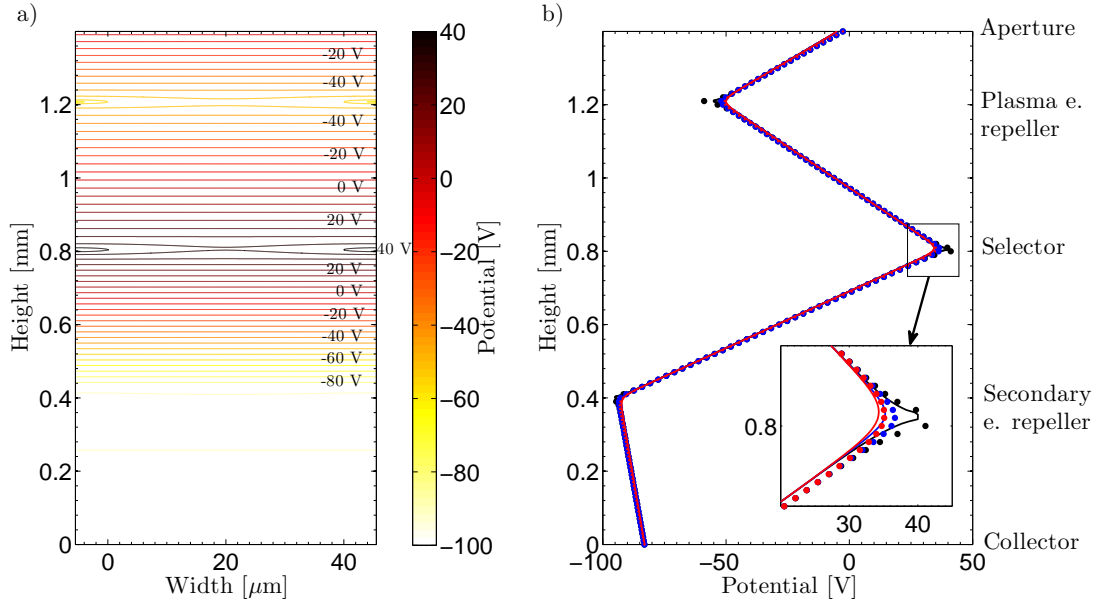 a)
1.2
1
0.8
0.6
0.4
0.2
0
Height [mm]
-20 V
-40 V
-40 V
-20 V
0 V
20 V
40 V
20 V
0 V
-20 V
-40 V
-60 V
-80 V
0
20
40
Width [μm]
40
20
0
−20
−40
−60
−80
−100
Potential [V]
b)
1.2
1
0.8
0.6
0.4
0.2
0
Height [mm]
−100
−50
0
50
Potential [V]
0.8
30
40
Aperture
Plasma e.
repeller
Selector
Secondary
e. repeller
Collector